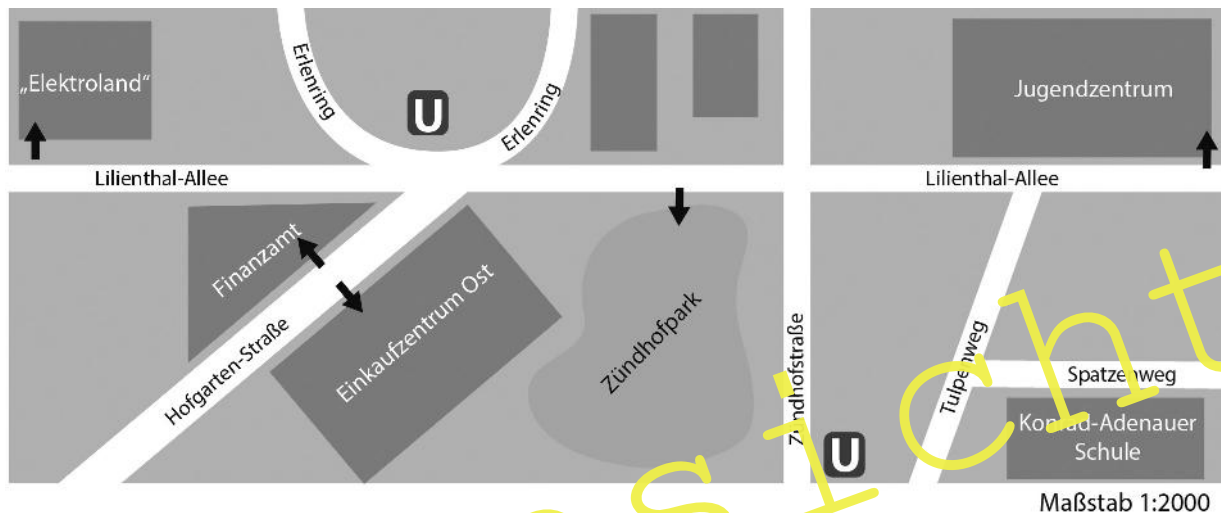 „Elektroland“
Erlenring
U
Erlenring
Jugendzentrum
Lilienthal-Allee
Lilienthal-Allee
Finanzamt
Hofgarten-Straße
Einkaufzentrum Ost
Zündhofpark
Zündhofstraße
U
Tulpenweg
Spatzenweg
Konrad-Adenauer
Schule
sicht
Maßstab 1:2000